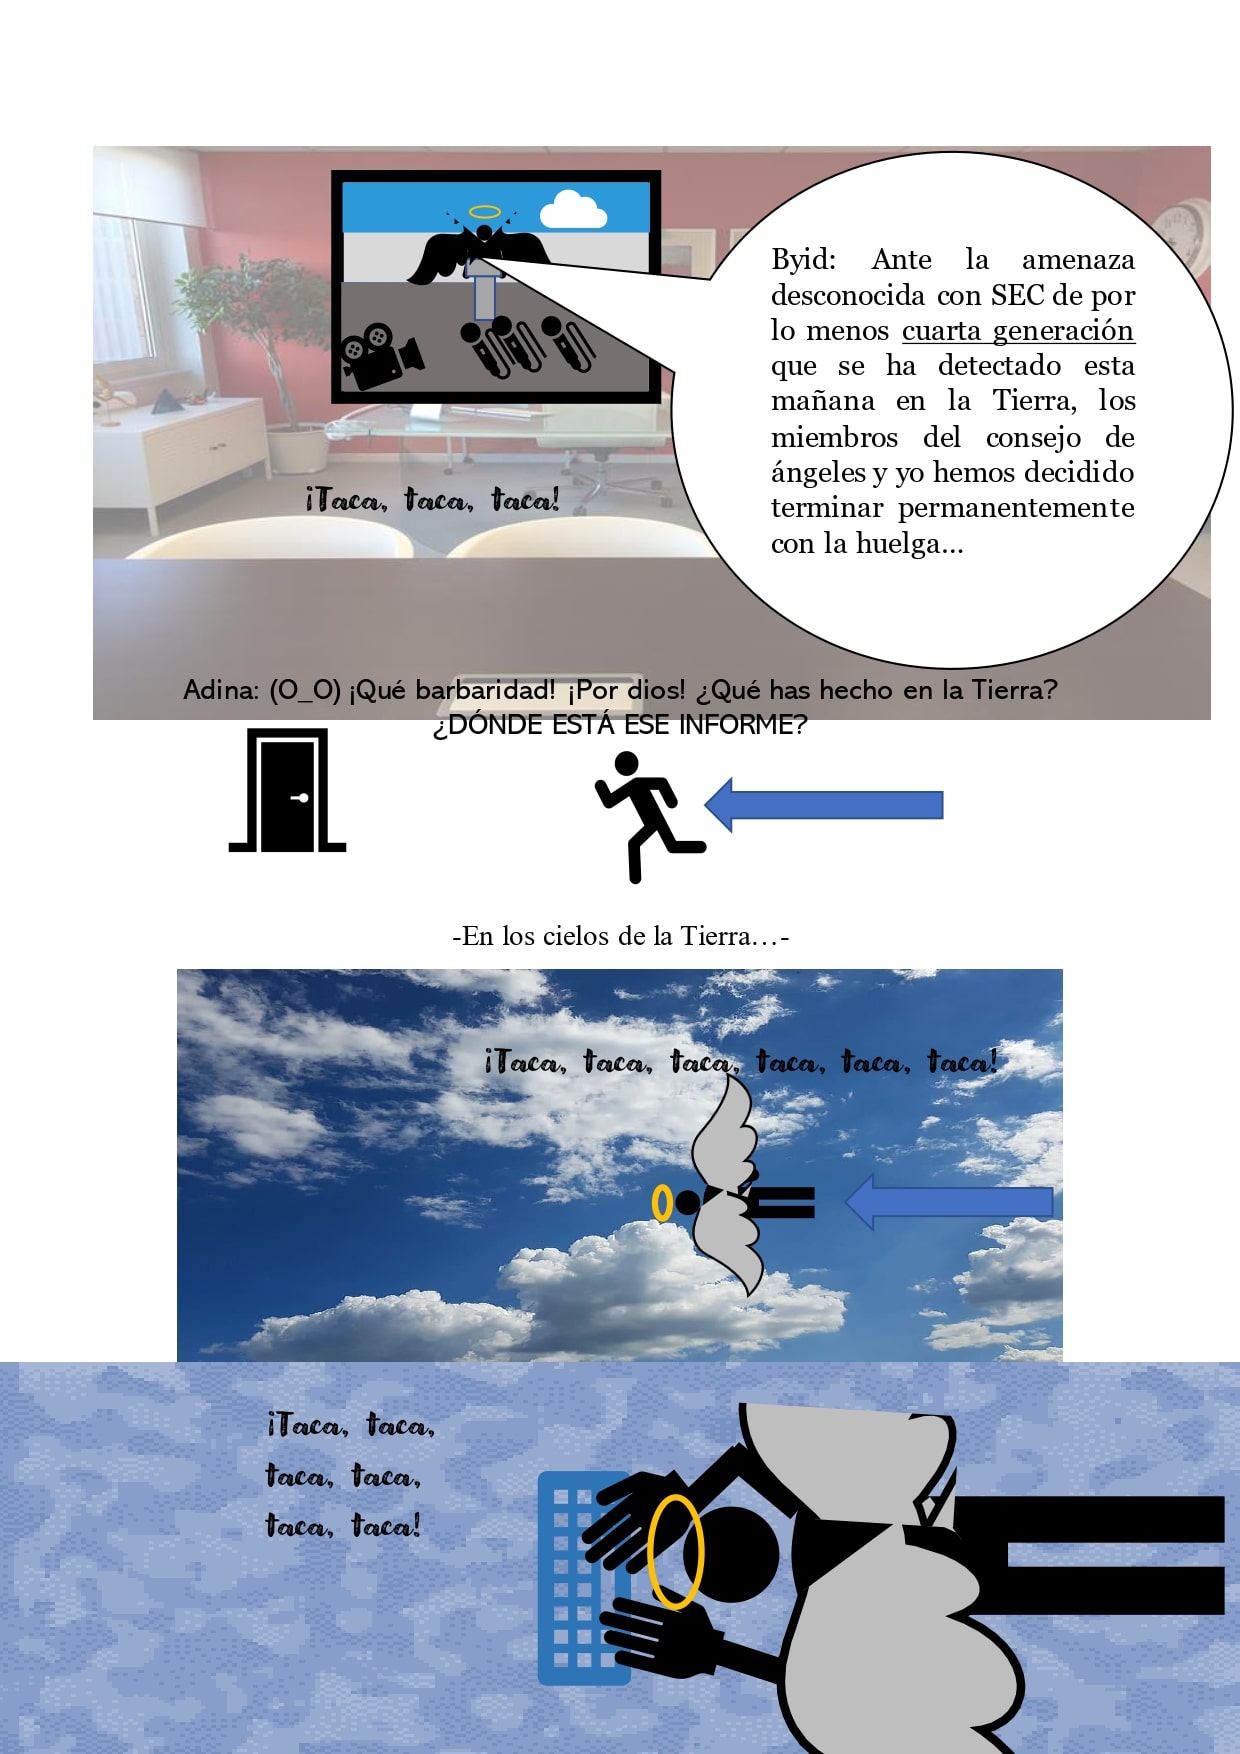 Byid: Ante la amenaza
desconocida con SEC de por
lo menos cuarta generación
que se ha detectado esta
mañana en la Tierra, los
miembros del consejo de
ángeles y yo hemos decidido
terminar permanentemente
con la huelga...
¡Taca, taca, taca!
Adina: (O_O) ¡Qué barbaridad! ¡Por dios! ¿Qué has hecho en la Tierra?
¿DÓNDE ESTÁ ESE INFORME?
-En los cielos de la Tierra...-
¡Taca, taca, taca, taca, taca, taca!
¡Taca, taca,
taca, taca,
taca, taca!